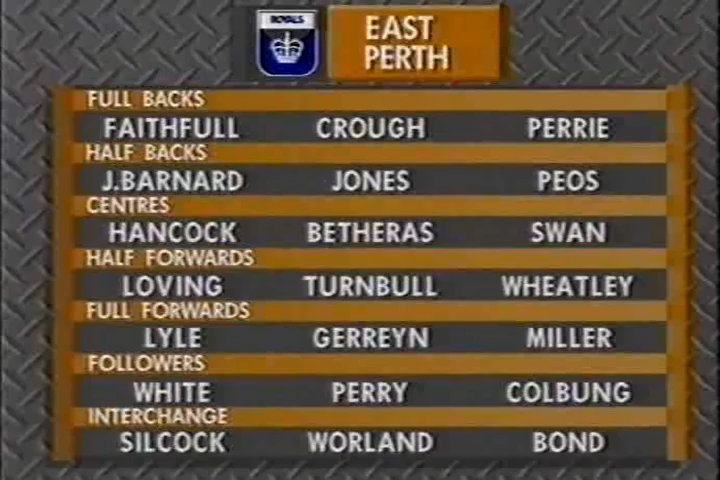 ROYALS
EAST
PERTH
FULL BACKS
FAITHFULL CROUGH PERRIE
HALF BACKS
J.BARNARD JONES PEOS
CENTRES
HANCOCK BETHERAS SWAN
HALF FORWARDS
LOVING TURNBULL WHEATLEY
FULL FORWARDS
LYLE GERREYN MILLER
FOLLOWERS
WHITE PERRY COLBUNG
INTERCHANGE
SILCOCK WORLAND BOND